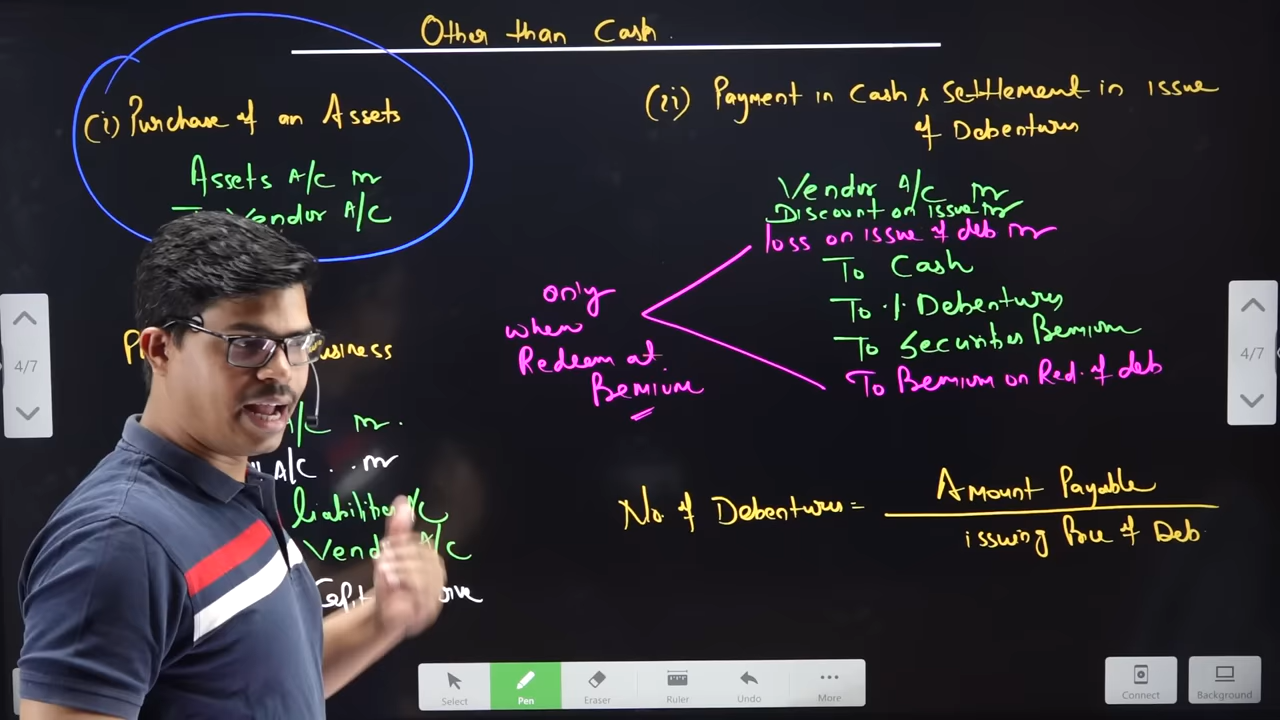 Other than Cash.
(i) Purchase of an Assets
Assets A/C Dr
To Vendor A/C
Business
A/C Dr.
A/C .. Dr
liabilities A/C
Vendor A/C
(ii) Payment in Cash & Settlement in issue
of Debentures
Vendor A/C Dr
Discount on issue Dr
loss on issue of deb Dr
To Cash
To % Debentures
To Securities Premium
To Premium on Red. of deb
only
when
Redeem at
Premium
No. of Debentures =
Amount Payable
issuing Price of Deb.
4/7
4/7
Select
Pen
Eraser
Ruler
Undo
More
Connect
Background